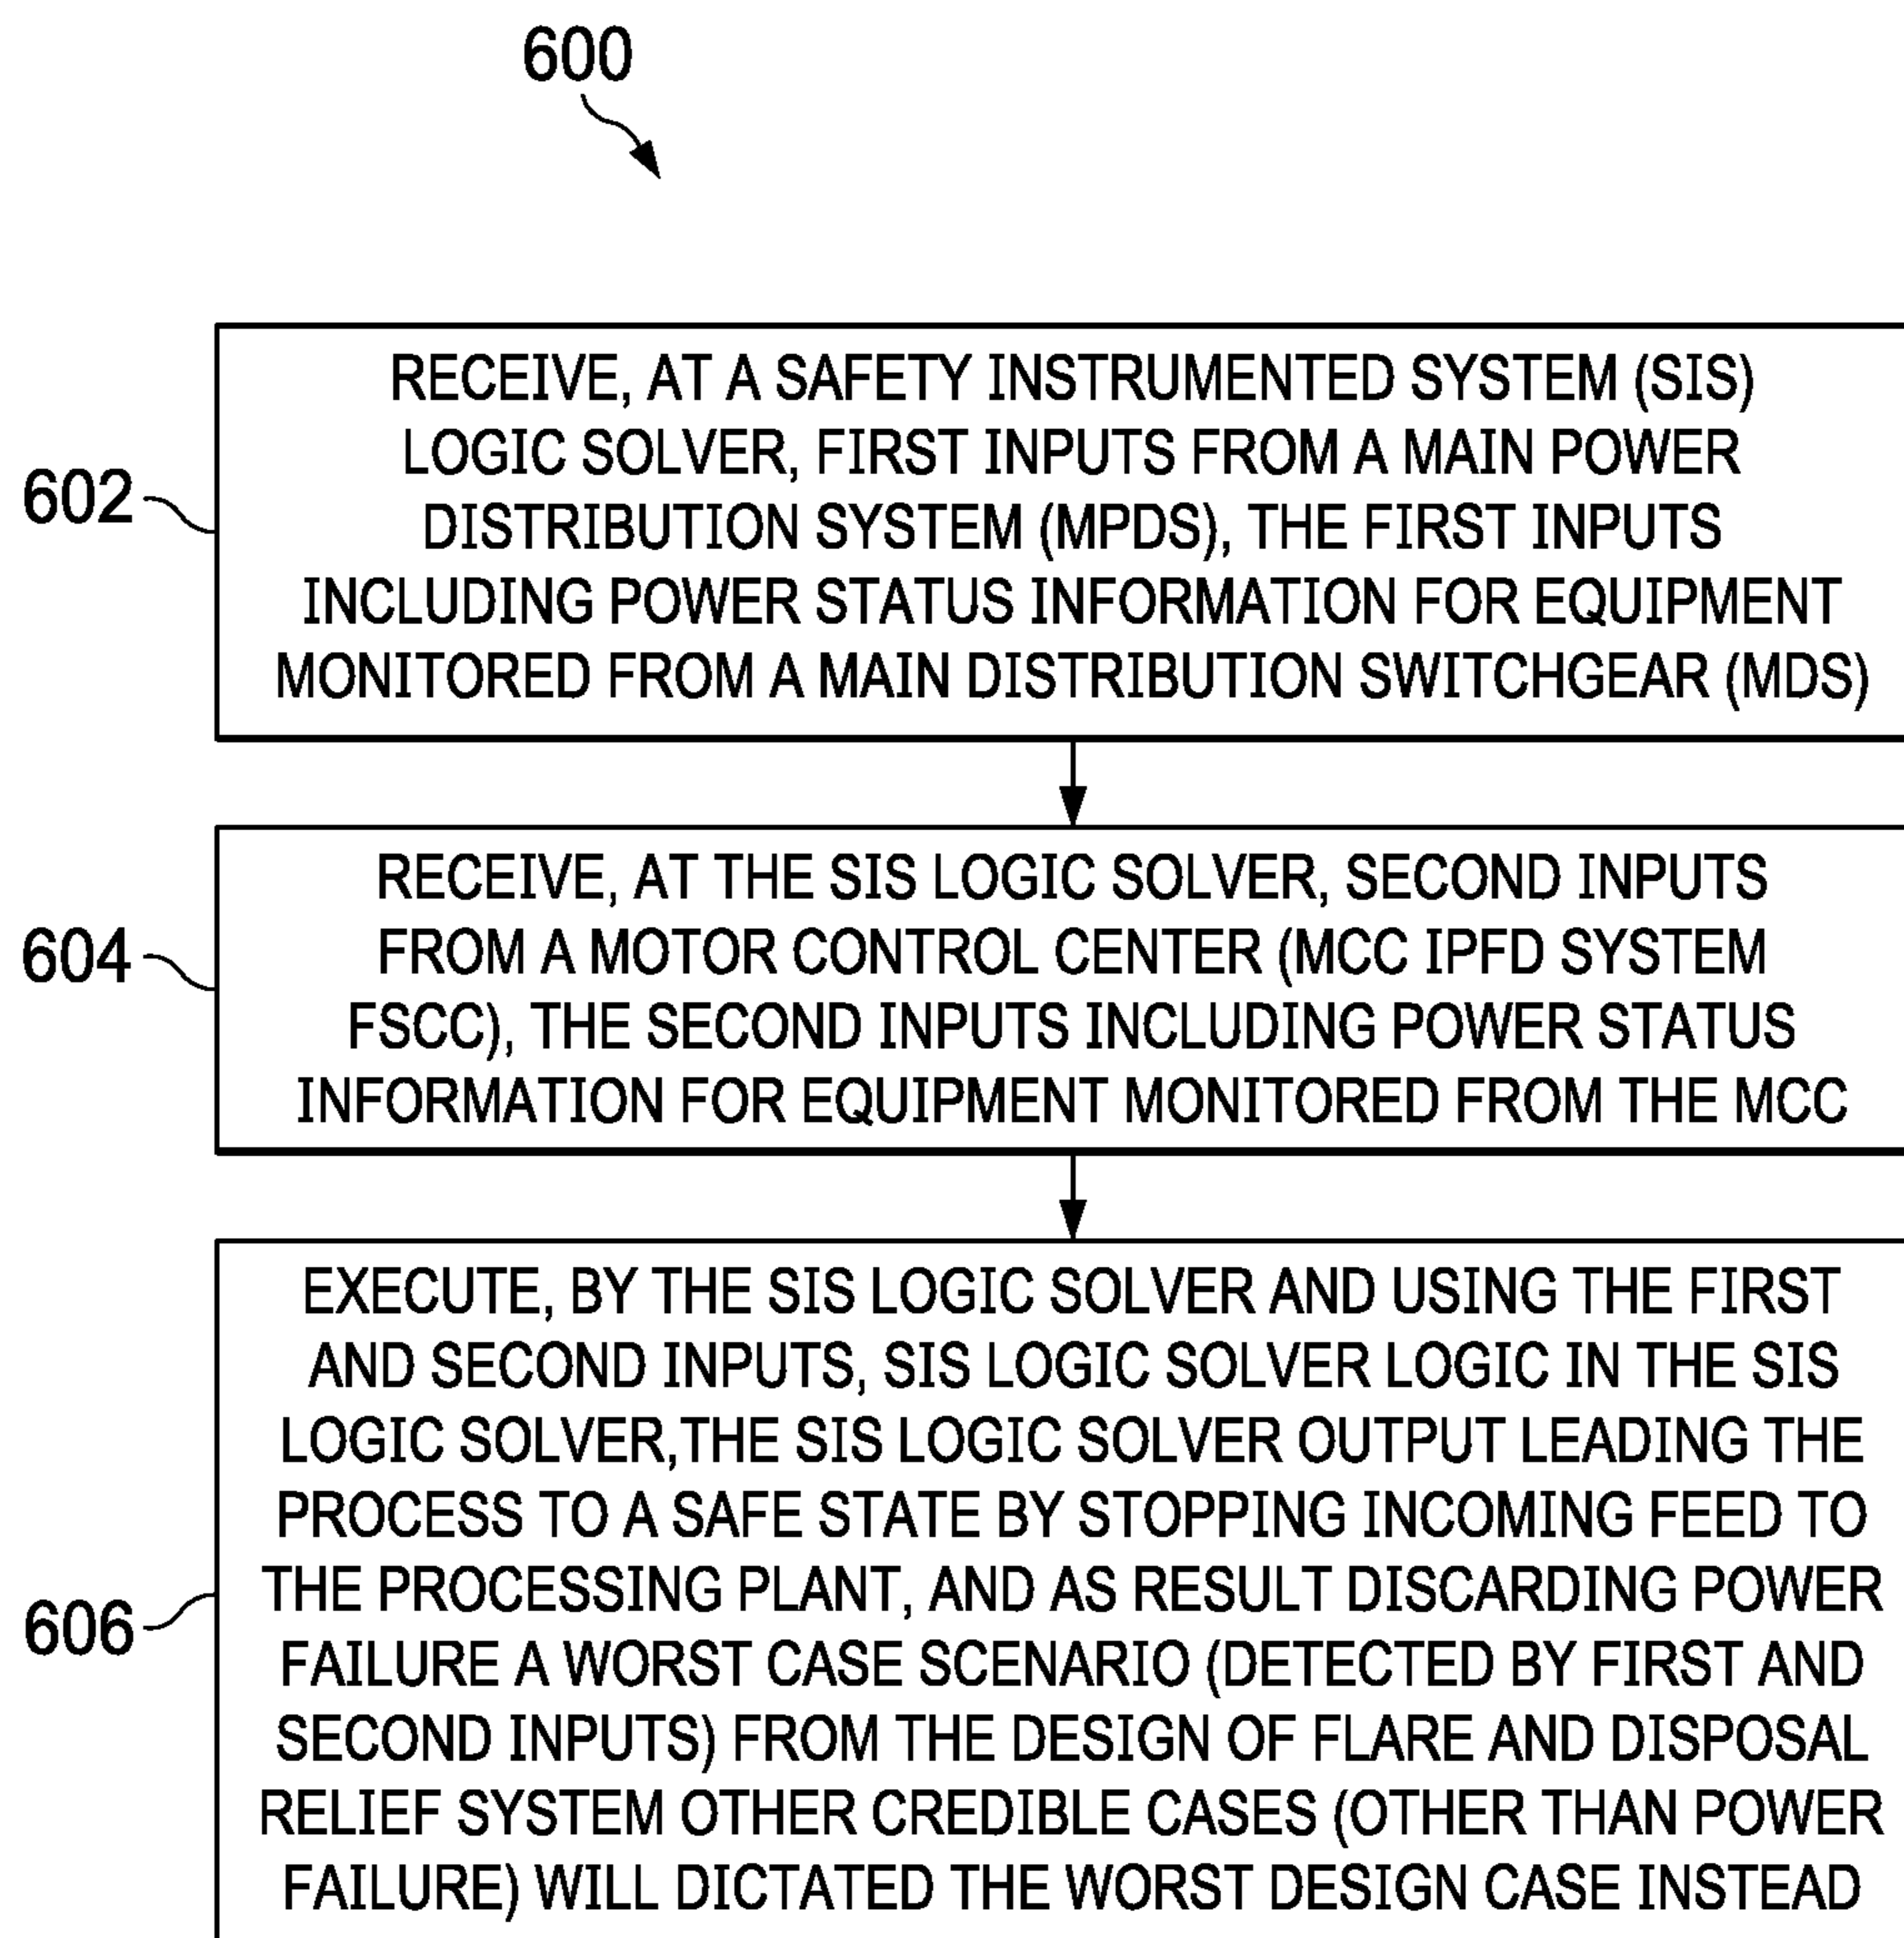 600
602
RECEIVE, AT A SAFETY INSTRUMENTED SYSTEM (SIS)
LOGIC SOLVER, FIRST INPUTS FROM A MAIN POWER
DISTRIBUTION SYSTEM (MPDS), THE FIRST INPUTS
INCLUDING POWER STATUS INFORMATION FOR EQUIPMENT
MONITORED FROM A MAIN DISTRIBUTION SWITCHGEAR (MDS)
604
RECEIVE, AT THE SIS LOGIC SOLVER, SECOND INPUTS
FROM A MOTOR CONTROL CENTER (MCC IPFD SYSTEM
FSCC), THE SECOND INPUTS INCLUDING POWER STATUS
INFORMATION FOR EQUIPMENT MONITORED FROM THE MCC
606
EXECUTE, BY THE SIS LOGIC SOLVER AND USING THE FIRST
AND SECOND INPUTS, SIS LOGIC SOLVER LOGIC IN THE SIS
LOGIC SOLVER,THE SIS LOGIC SOLVER OUTPUT LEADING THE
PROCESS TO A SAFE STATE BY STOPPING INCOMING FEED TO
THE PROCESSING PLANT, AND AS RESULT DISCARDING POWER
FAILURE A WORST CASE SCENARIO (DETECTED BY FIRST AND
SECOND INPUTS) FROM THE DESIGN OF FLARE AND DISPOSAL
RELIEF SYSTEM OTHER CREDIBLE CASES (OTHER THAN POWER
FAILURE) WILL DICTATED THE WORST DESIGN CASE INSTEAD